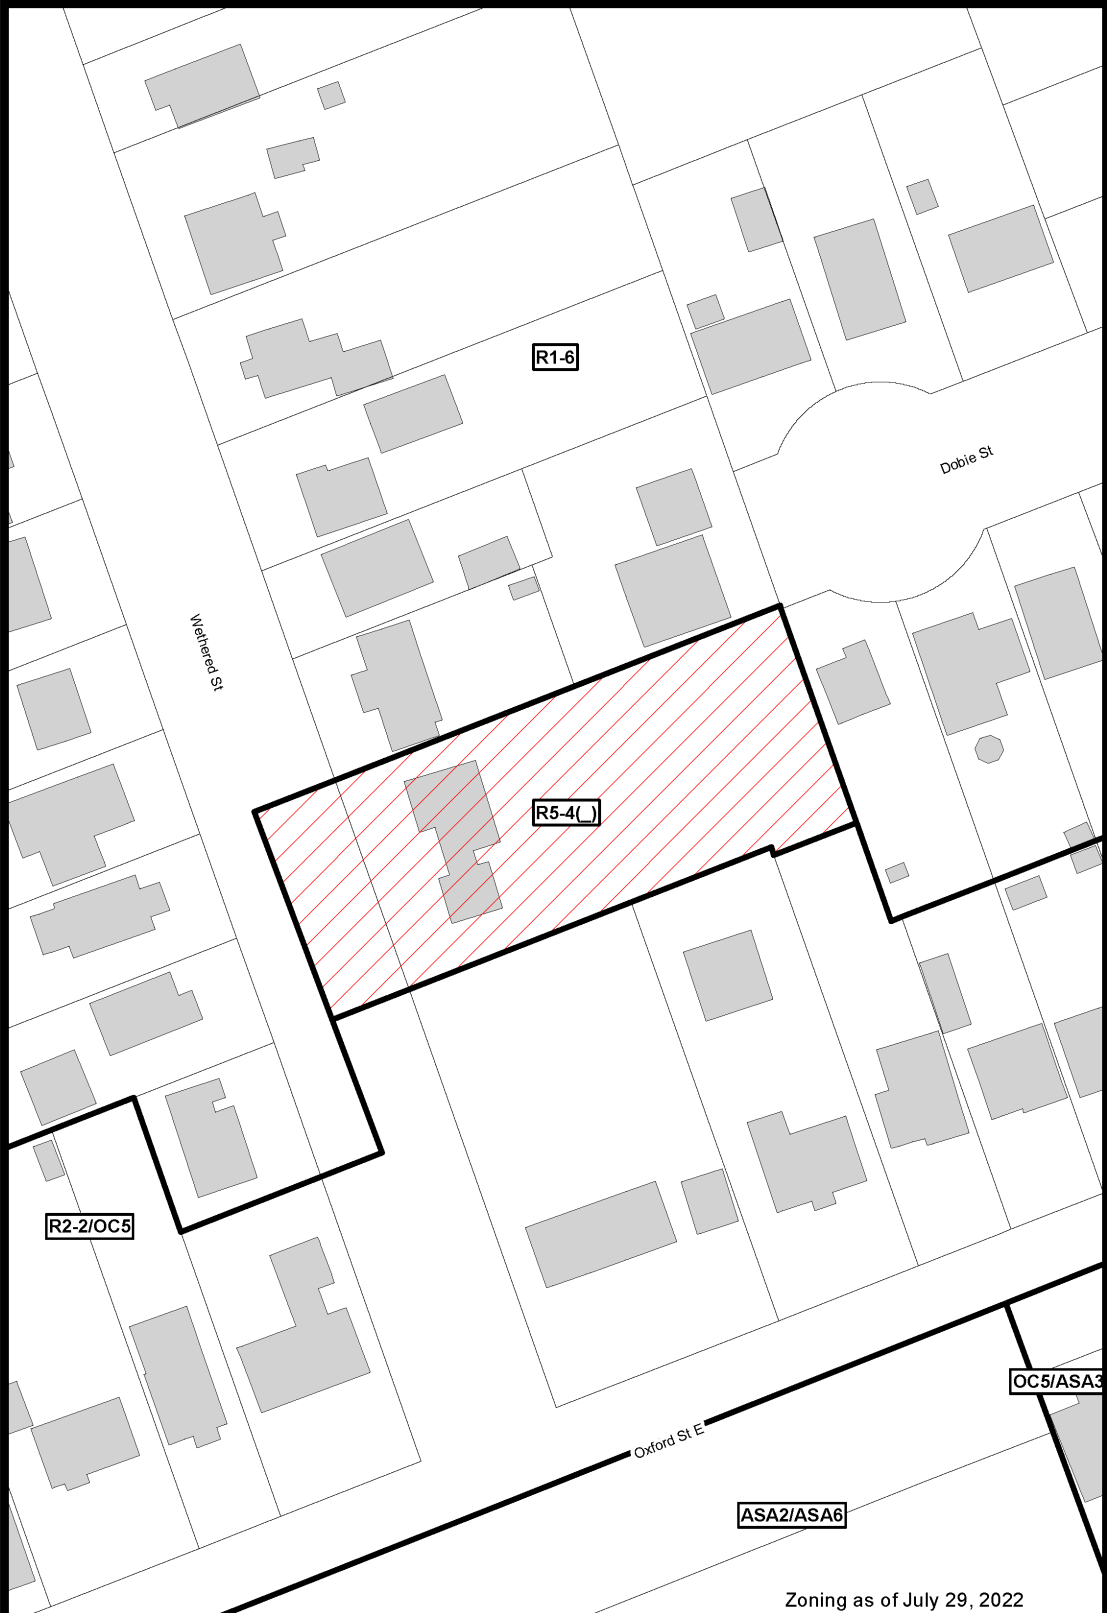 R1-6
Dobie St
Wethered St
R5-4(_)
R2-2/OC5
OC5/ASA3
Oxford St E
ASA2/ASA6
Zoning as of July 29, 2022